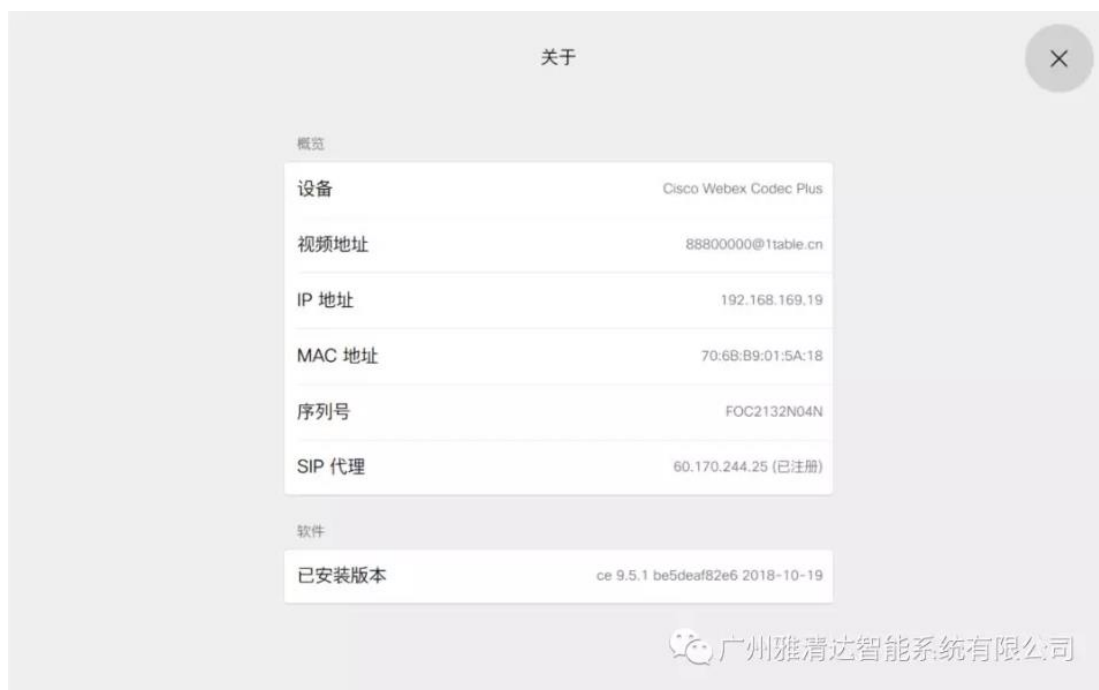 关于
概览
设备 Cisco Webex Codec Plus
视频地址 88800000@1table.cn
IP 地址 192.168.169.19
MAC 地址 70:6B:B9:01:5A:18
序列号 FOC2132N04N
SIP 代理 60.170.244.25 (已注册)
软件
已安装版本 ce 9.5.1 be5deaf82e6 2018-10-19
广州雅清达智能系统有限公司